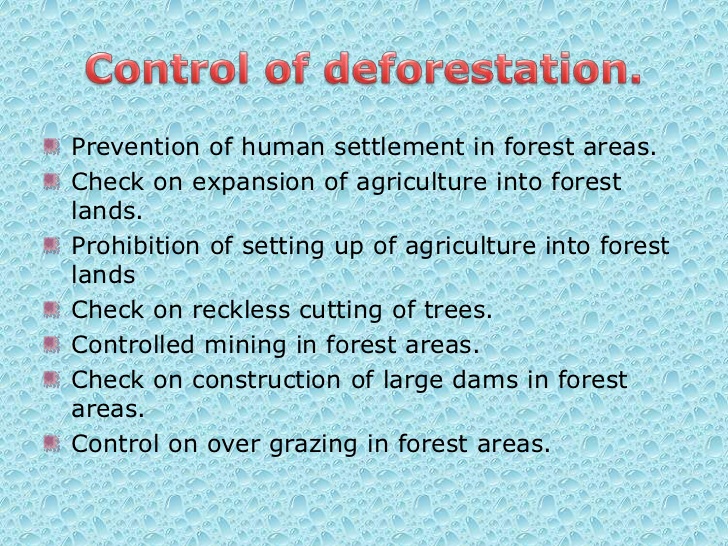 Control of deforestation.
Prevention of human settlement in forest areas.
Check on expansion of agriculture into forest
lands.
Prohibition of setting up of agriculture into forest
lands
Check on reckless cutting of trees.
Controlled mining in forest areas.
Check on construction of large dams in forest
areas.
Control on over grazing in forest areas.